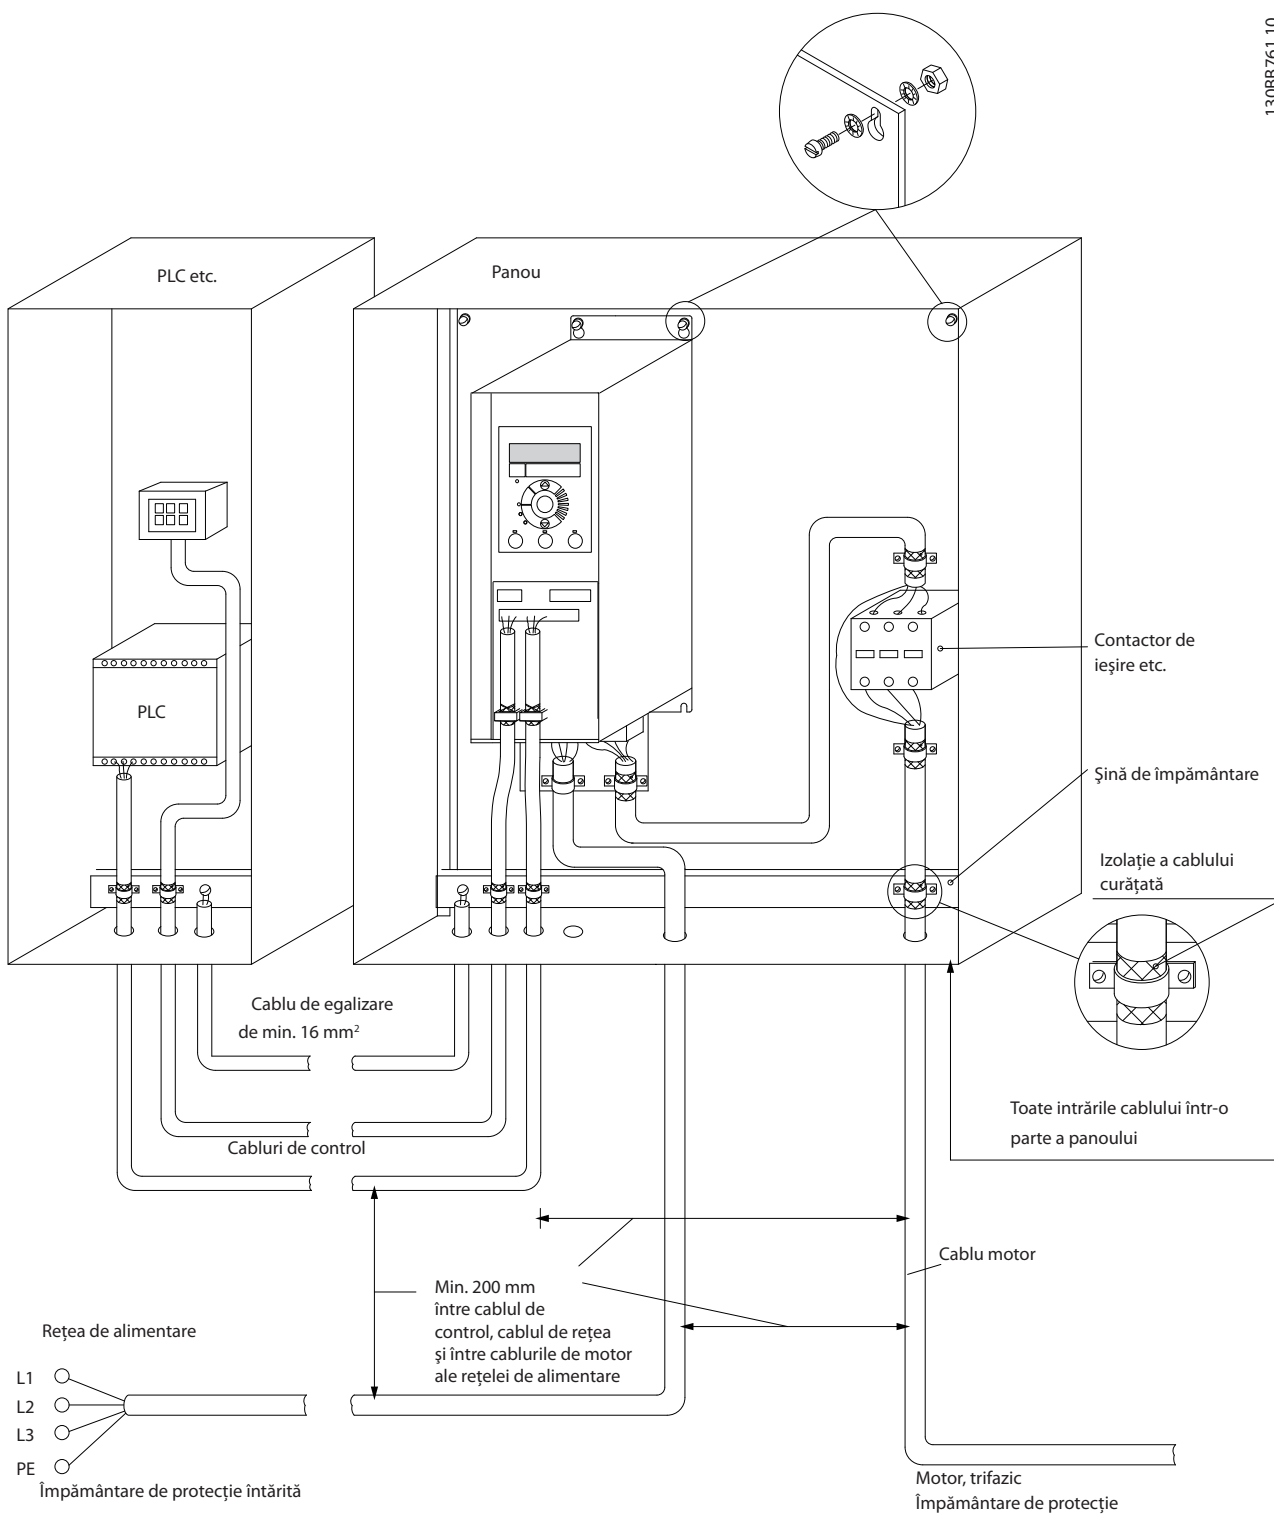 130BB761.10
PLC etc.
Panou
PLC
Contactor de
ieşire etc.
Şină de împământare
Izolaţie a cablului
curăţată
Cablu de egalizare
de min. 16 mm²
Toate intrările cablului într-o
parte a panoului
Cabluri de control
Cablu motor
Min. 200 mm
între cablul de
control, cablul de reţea
şi între cablurile de motor
ale reţelei de alimentare
Reţea de alimentare
L1
L2
L3
PE
Împământare de protecţie întărită
Motor, trifazic
Împământare de protecţie